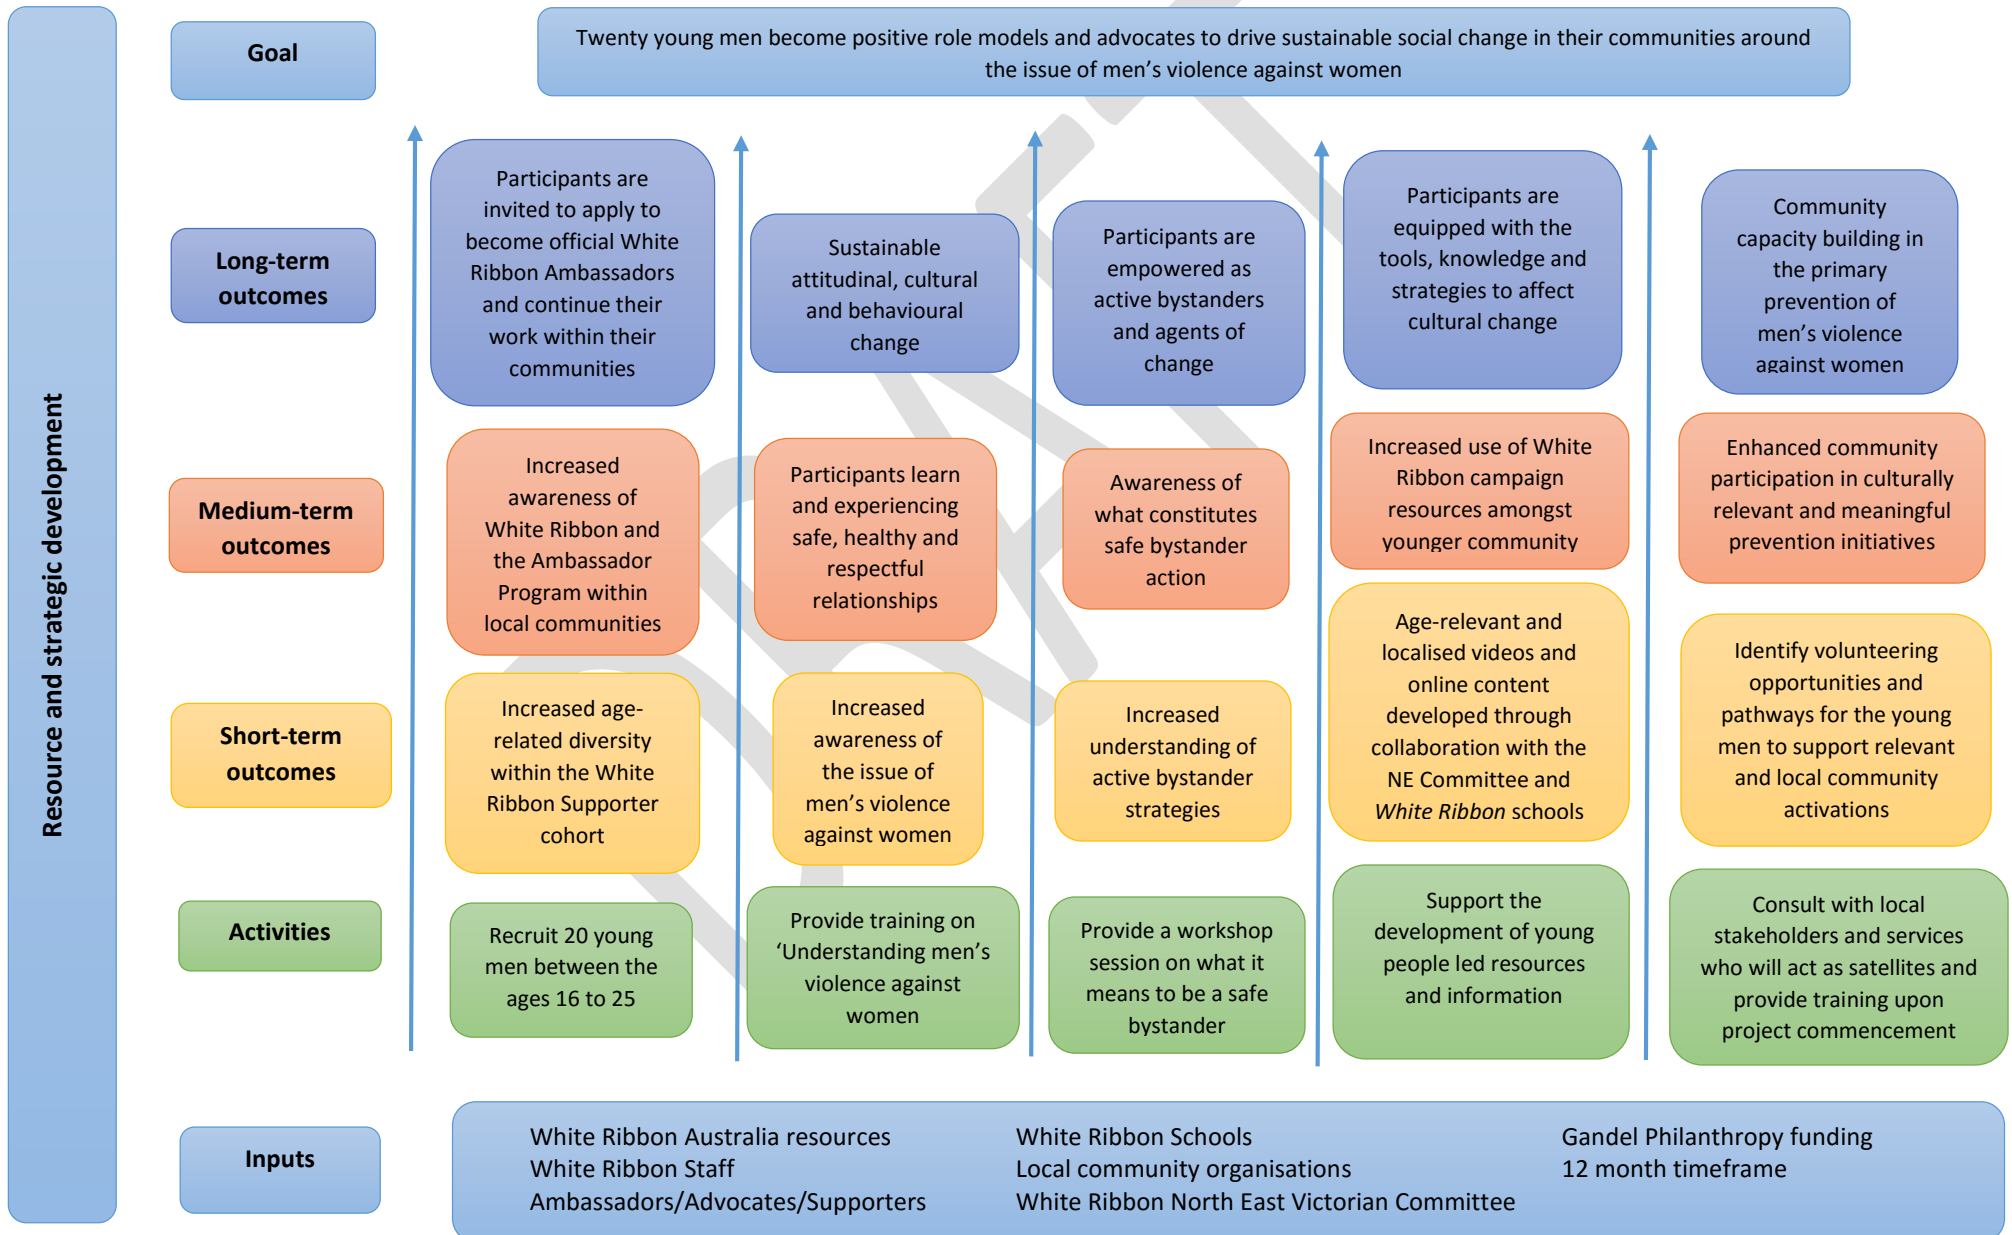 Resource and strategic development
Goal
Twenty young men become positive role models and advocates to drive sustainable social change in their communities around
the issue of men’s violence against women
Long-term
outcomes
Participants are
invited to apply to
become official White
Ribbon Ambassadors
and continue their
work within their
communities
Sustainable
attitudinal, cultural
and behavioural
change
Participants are
empowered as
active bystanders
and agents of
change
Participants are
equipped with the
tools, knowledge and
strategies to affect
cultural change
Community
capacity building in
the primary
prevention of
men’s violence
against women
Medium-term
outcomes
Increased
awareness of
White Ribbon and
the Ambassador
Program within
local communities
Participants learn
and experiencing
safe, healthy and
respectful
relationships
Awareness of
what constitutes
safe bystander
action
Increased use of White
Ribbon campaign
resources amongst
younger community
Enhanced community
participation in culturally
relevant and meaningful
prevention initiatives
Short-term
outcomes
Increased age-
related diversity
within the White
Ribbon Supporter
cohort
Increased
awareness of
the issue of
men’s violence
against women
Increased
understanding of
active bystander
strategies
Age-relevant and
localised videos and
online content
developed through
collaboration with the
NE Committee and
White Ribbon schools
Identify volunteering
opportunities and
pathways for the young
men to support relevant
and local community
activations
Activities
Recruit 20 young
men between the
ages 16 to 25
Provide training on
‘Understanding men’s
violence against
women
Provide a workshop
session on what it
means to be a safe
bystander
Support the
development of young
people led resources
and information
Consult with local
stakeholders and services
who will act as satellites and
provide training upon
project commencement
Inputs
White Ribbon Australia resources
White Ribbon Staff
Ambassadors/Advocates/Supporters
White Ribbon Schools
Local community organisations
White Ribbon North East Victorian Committee
Gandel Philanthropy funding
12 month timeframe
DRAFT